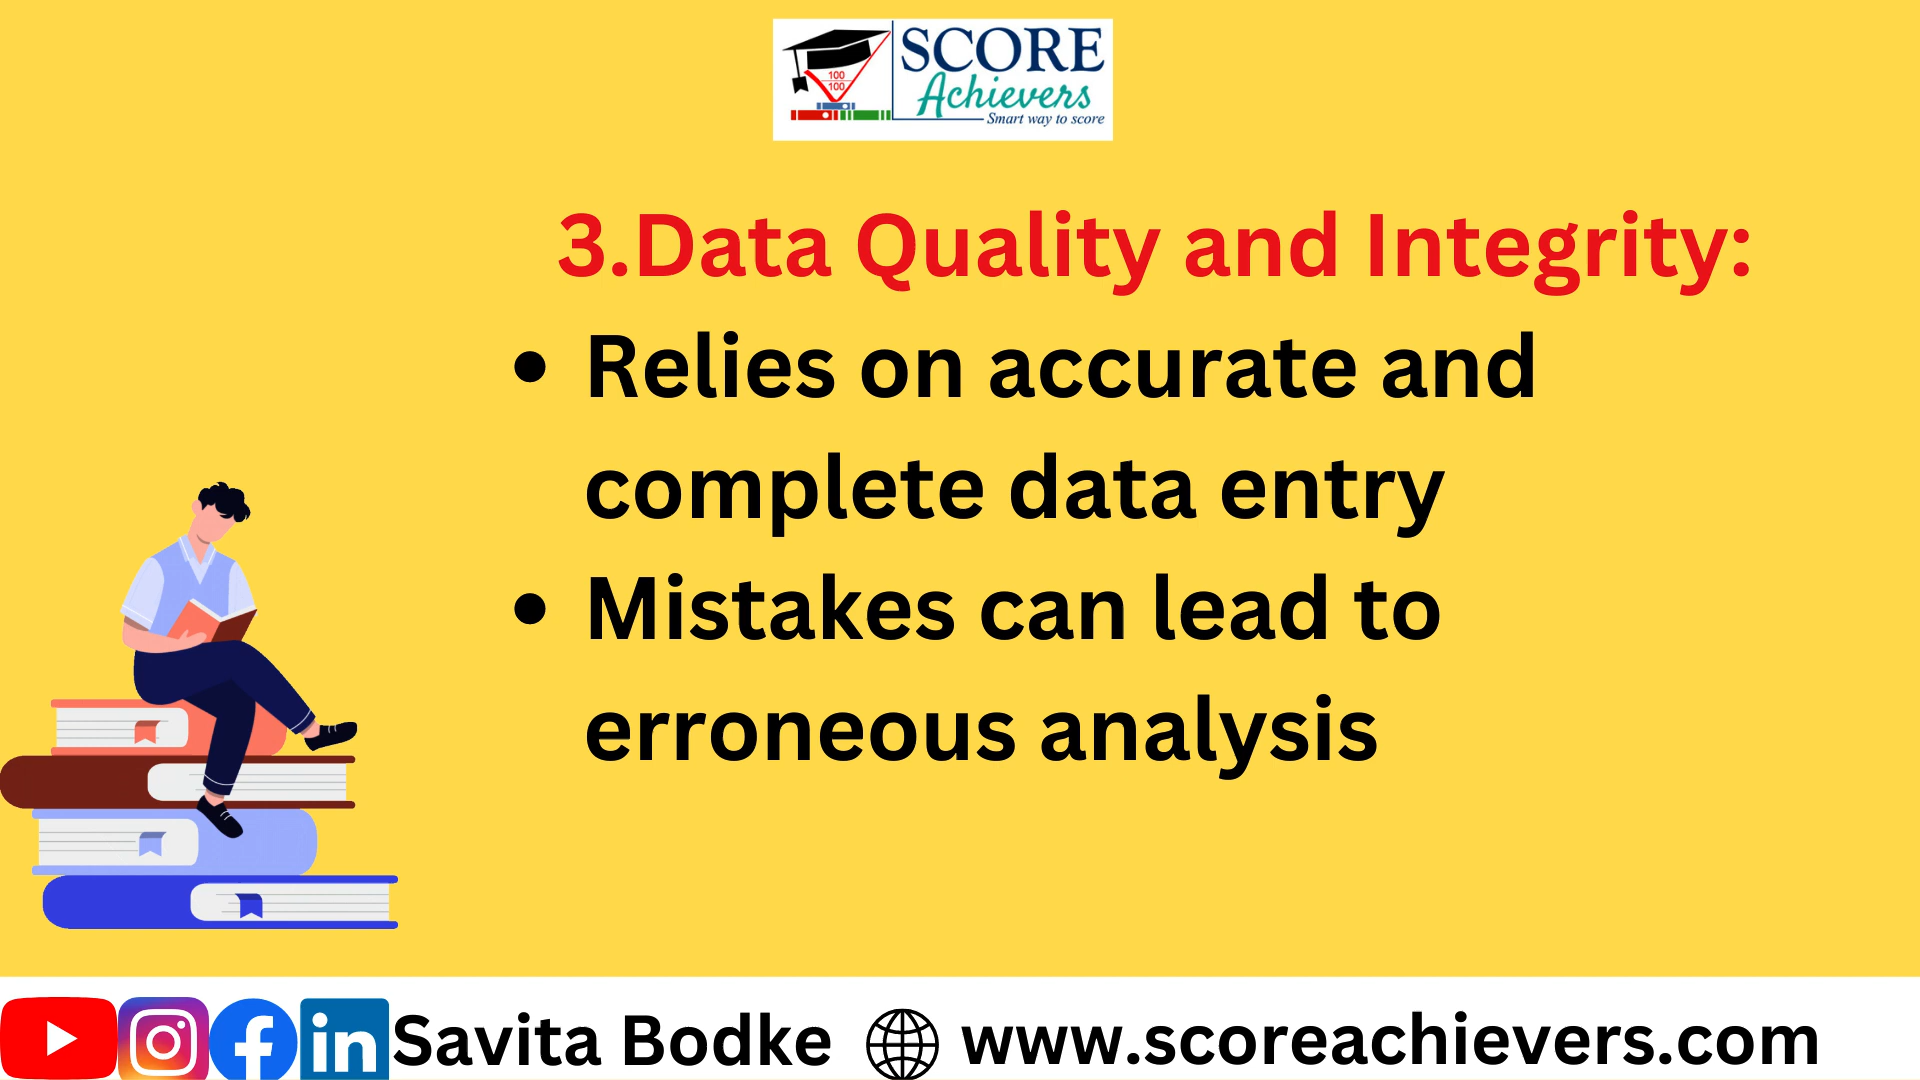 SCORE
Achievers
Smart way to score
100
100
3.Data Quality and Integrity:
• Relies on accurate and
complete data entry
• Mistakes can lead to
erroneous analysis
in Savita Bodke www.scoreachievers.com